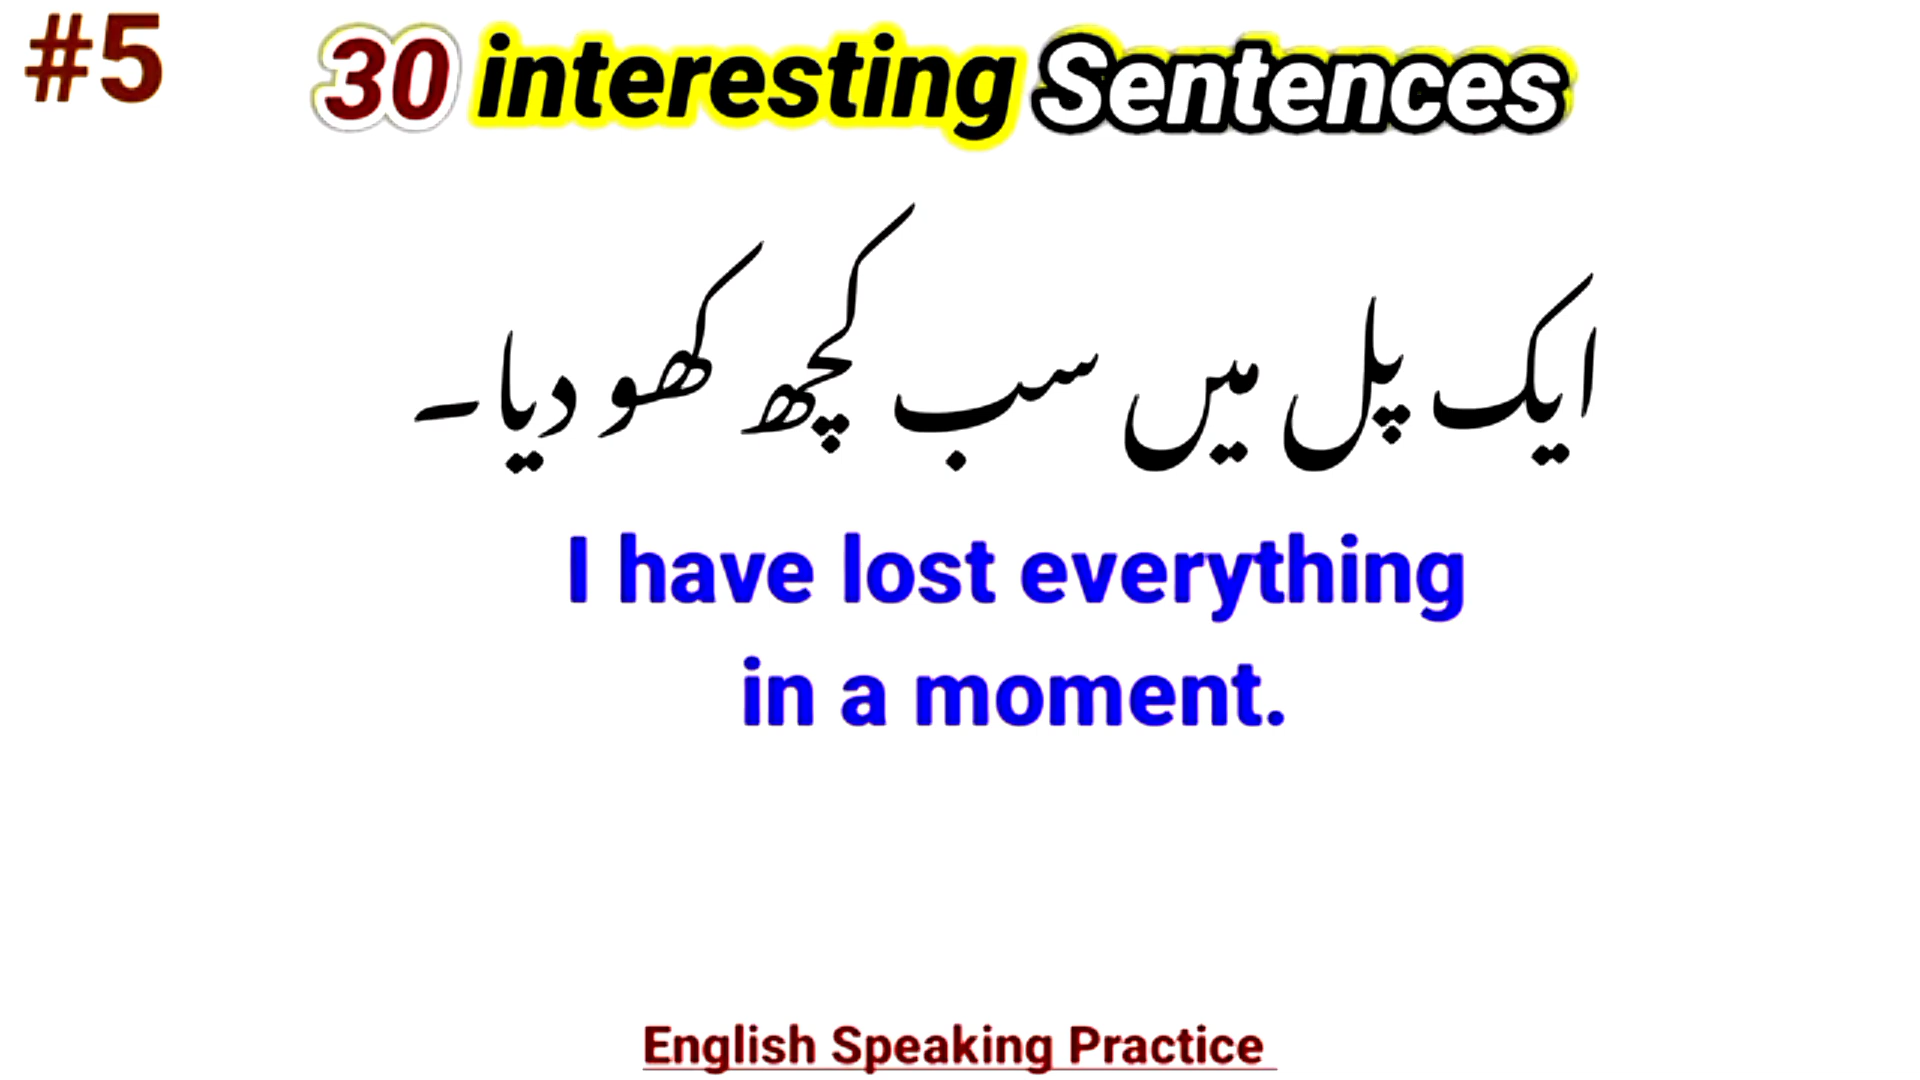 #5
30 interesting Sentences
ایک پل میں سب کچھ کھو دیا۔
I have lost everything
in a moment.
English Speaking Practice